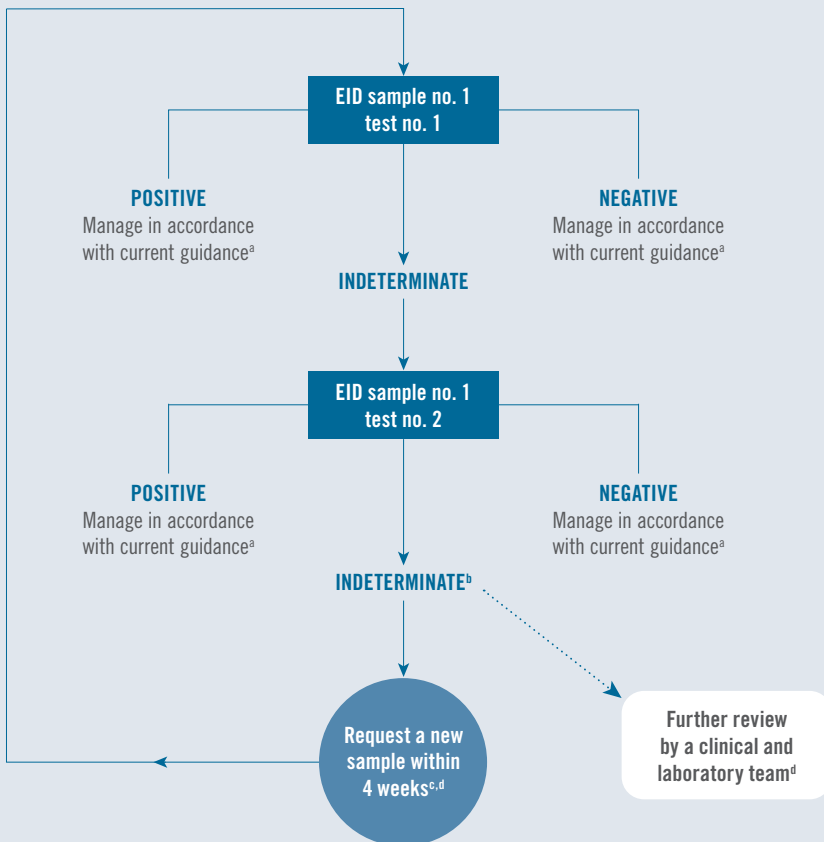 EID sample no. 1
test no. 1
POSITIVE
Manage in accordance
with current guidanceᵃ
NEGATIVE
Manage in accordance
with current guidanceᵃ
INDETERMINATE
EID sample no. 1
test no. 2
POSITIVE
Manage in accordance
with current guidanceᵃ
NEGATIVE
Manage in accordance
with current guidanceᵃ
INDETERMINATEᵇ
Request a new
sample within
4 weeksᶜ,ᵈ
Further review
by a clinical and
laboratory teamᵈ